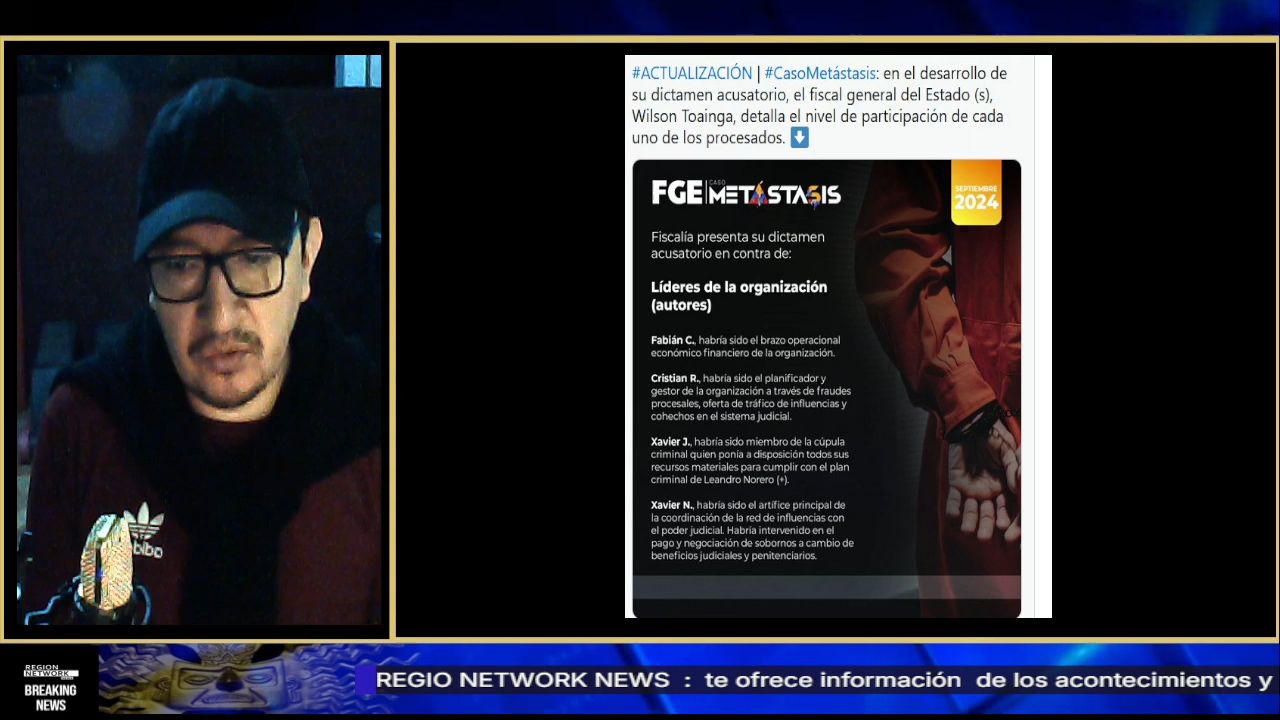 #ACTUALIZACIÓN | #CasoMetástasis: en el desarrollo de
su dictamen acusatorio, el fiscal general del Estado (s),
Wilson Toainga, detalla el nivel de participación de cada
uno de los procesados.
FGE
CASO
METÁSTASIS
SEPTIEMBRE
2024
Fiscalía presenta su dictamen
acusatorio en contra de:
Líderes de la organización
(autores)
Fabián C., habría sido el brazo operacional
económico financiero de la organización.
Cristian R., habría sido el planificador y
gestor de la organización a través de fraudes
procesales, oferta de tráfico de influencias y
cohechos en el sistema judicial.
Xavier J., habría sido miembro de la cúpula
criminal quien ponía a disposición todos sus
recursos materiales para cumplir con el plan
criminal de Leandro Norero (+).
Xavier N., habría sido el artífice principal de
la coordinación de la red de influencias con
el poder judicial. Habría intervenido en el
pago y negociación de sobornos a cambio de
beneficios judiciales y penitenciarios.
REGION
NETWORK
BREAKING
NEWS
REGIO NETWORK NEWS : te ofrece información de los acontecimientos y